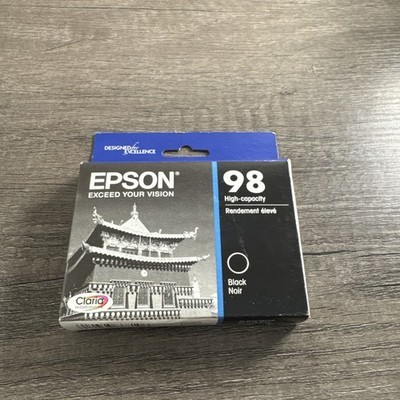 DESIGNED for
EXCELLENCE
EPSON®
EXCEED YOUR VISION
98
High-capacity
Rendement élevé
Black
Noir
Claria